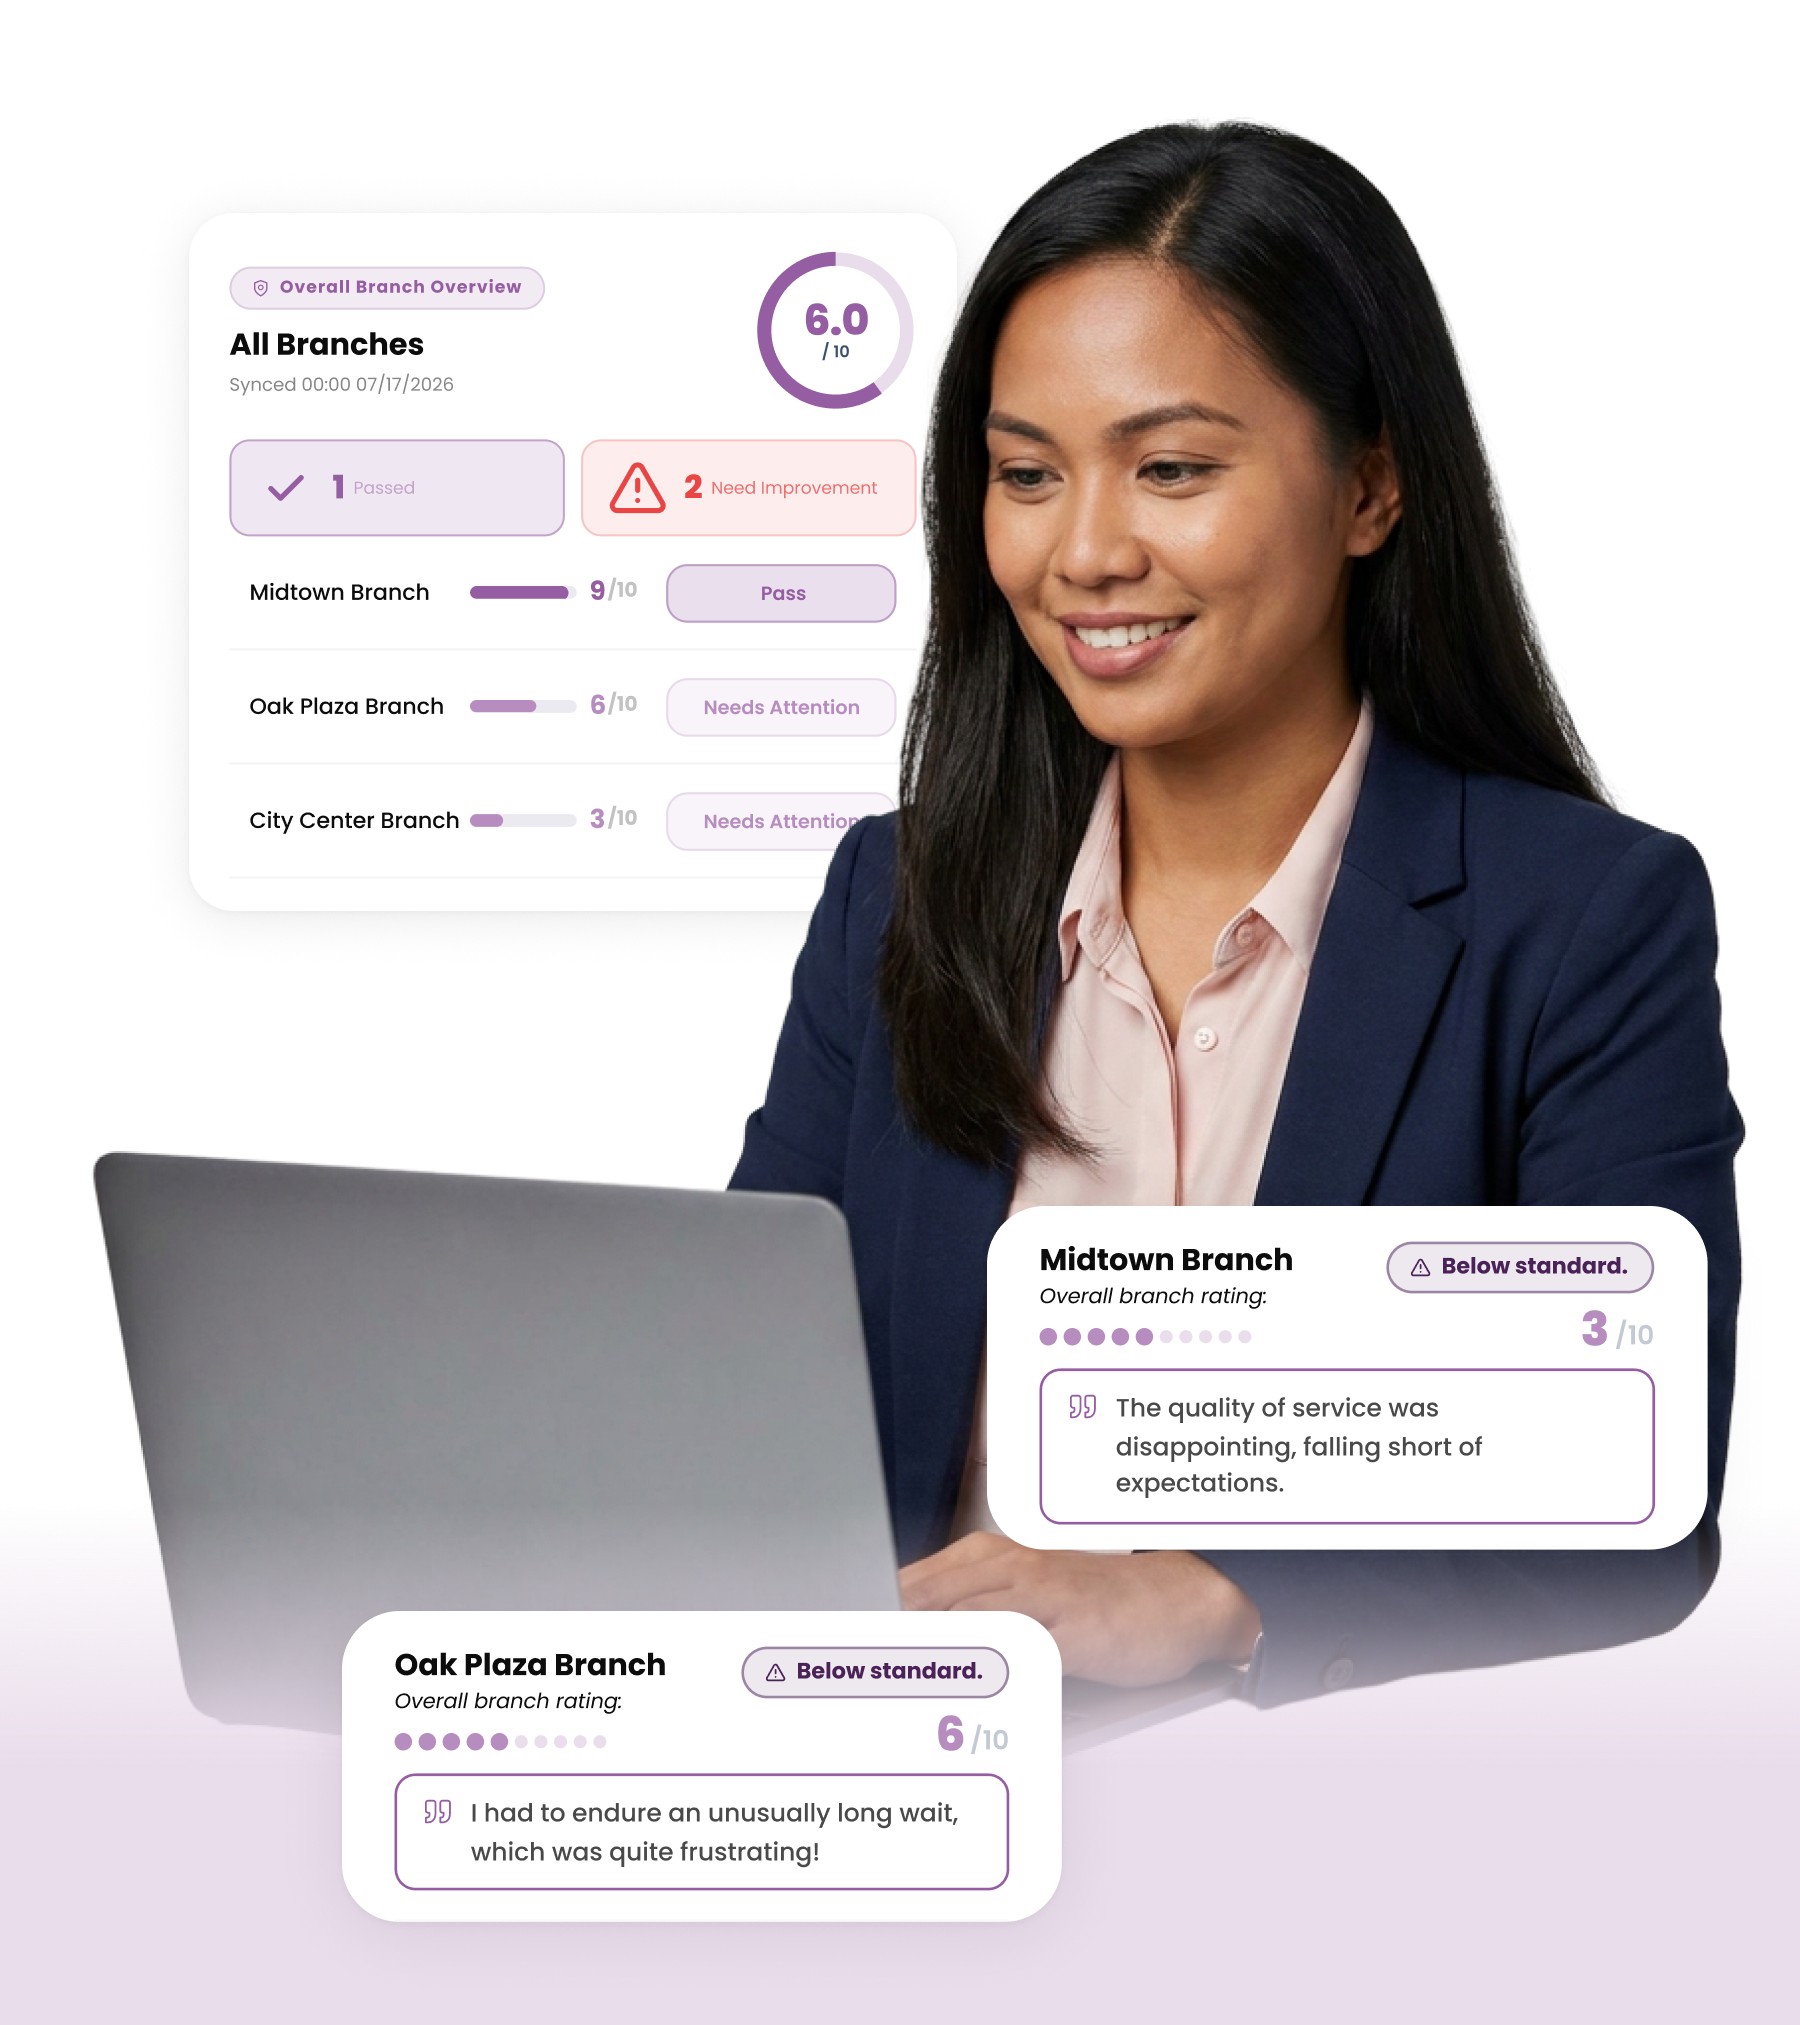 Overall Branch Overview
All Branches
Synced 00:00 07/17/2026
6.0
/ 10
1 Passed
2 Need Improvement
Midtown Branch 9/10 Pass
Oak Plaza Branch 6/10 Needs Attention
City Center Branch 3/10 Needs Attention
Midtown Branch
Below standard.
Overall branch rating:
3 /10
The quality of service was
disappointing, falling short of
expectations.
Oak Plaza Branch
Below standard.
Overall branch rating:
6 /10
I had to endure an unusually long wait,
which was quite frustrating!